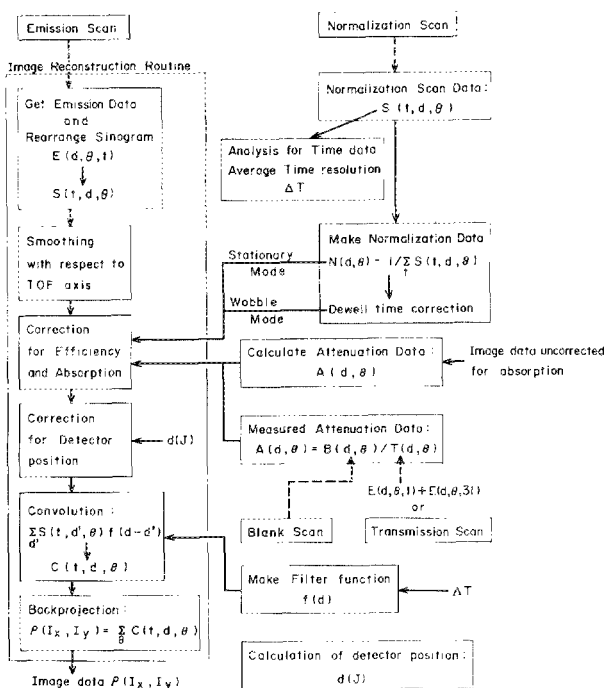 Emission Scan
Image Reconstruction Routine
Get Emission Data
and
Rearrange Sinogram
E(d,θ,t)
S(t,d,θ)
Smoothing
with respect to
TOF axis
Correction
for Efficiency
and Absorption
Correction
for Detector
position
d(J)
Convolution:
ΣS(t,d',θ) f(d-d')
d'
C(t,d,θ)
Backprojection:
P(Ix,Iy)= Σ C(t,d,θ)
θ
Image data P(Ix,Iy)
Normalization Scan
Normalization Scan Data:
S(t,d,θ)
Analysis for Time data
Average Time resolution
ΔT
Stationary
Mode
Wobble
Mode
Make Normalization Data
N(d,θ) - 1/Σ S(t,d,θ)
t
Dewell time correction
Calculate Attenuation Data:
A(d,θ)
Image data uncorrected
for absorption
Measured Attenuation Data:
A(d,θ) = B(d,θ)/T(d,θ)
E(d,θ,1)+E(d,θ,3)
or
Blank Scan
Transmission Scan
Make Filter function
f(d)
ΔT
Calculation of detector position:
d(J)